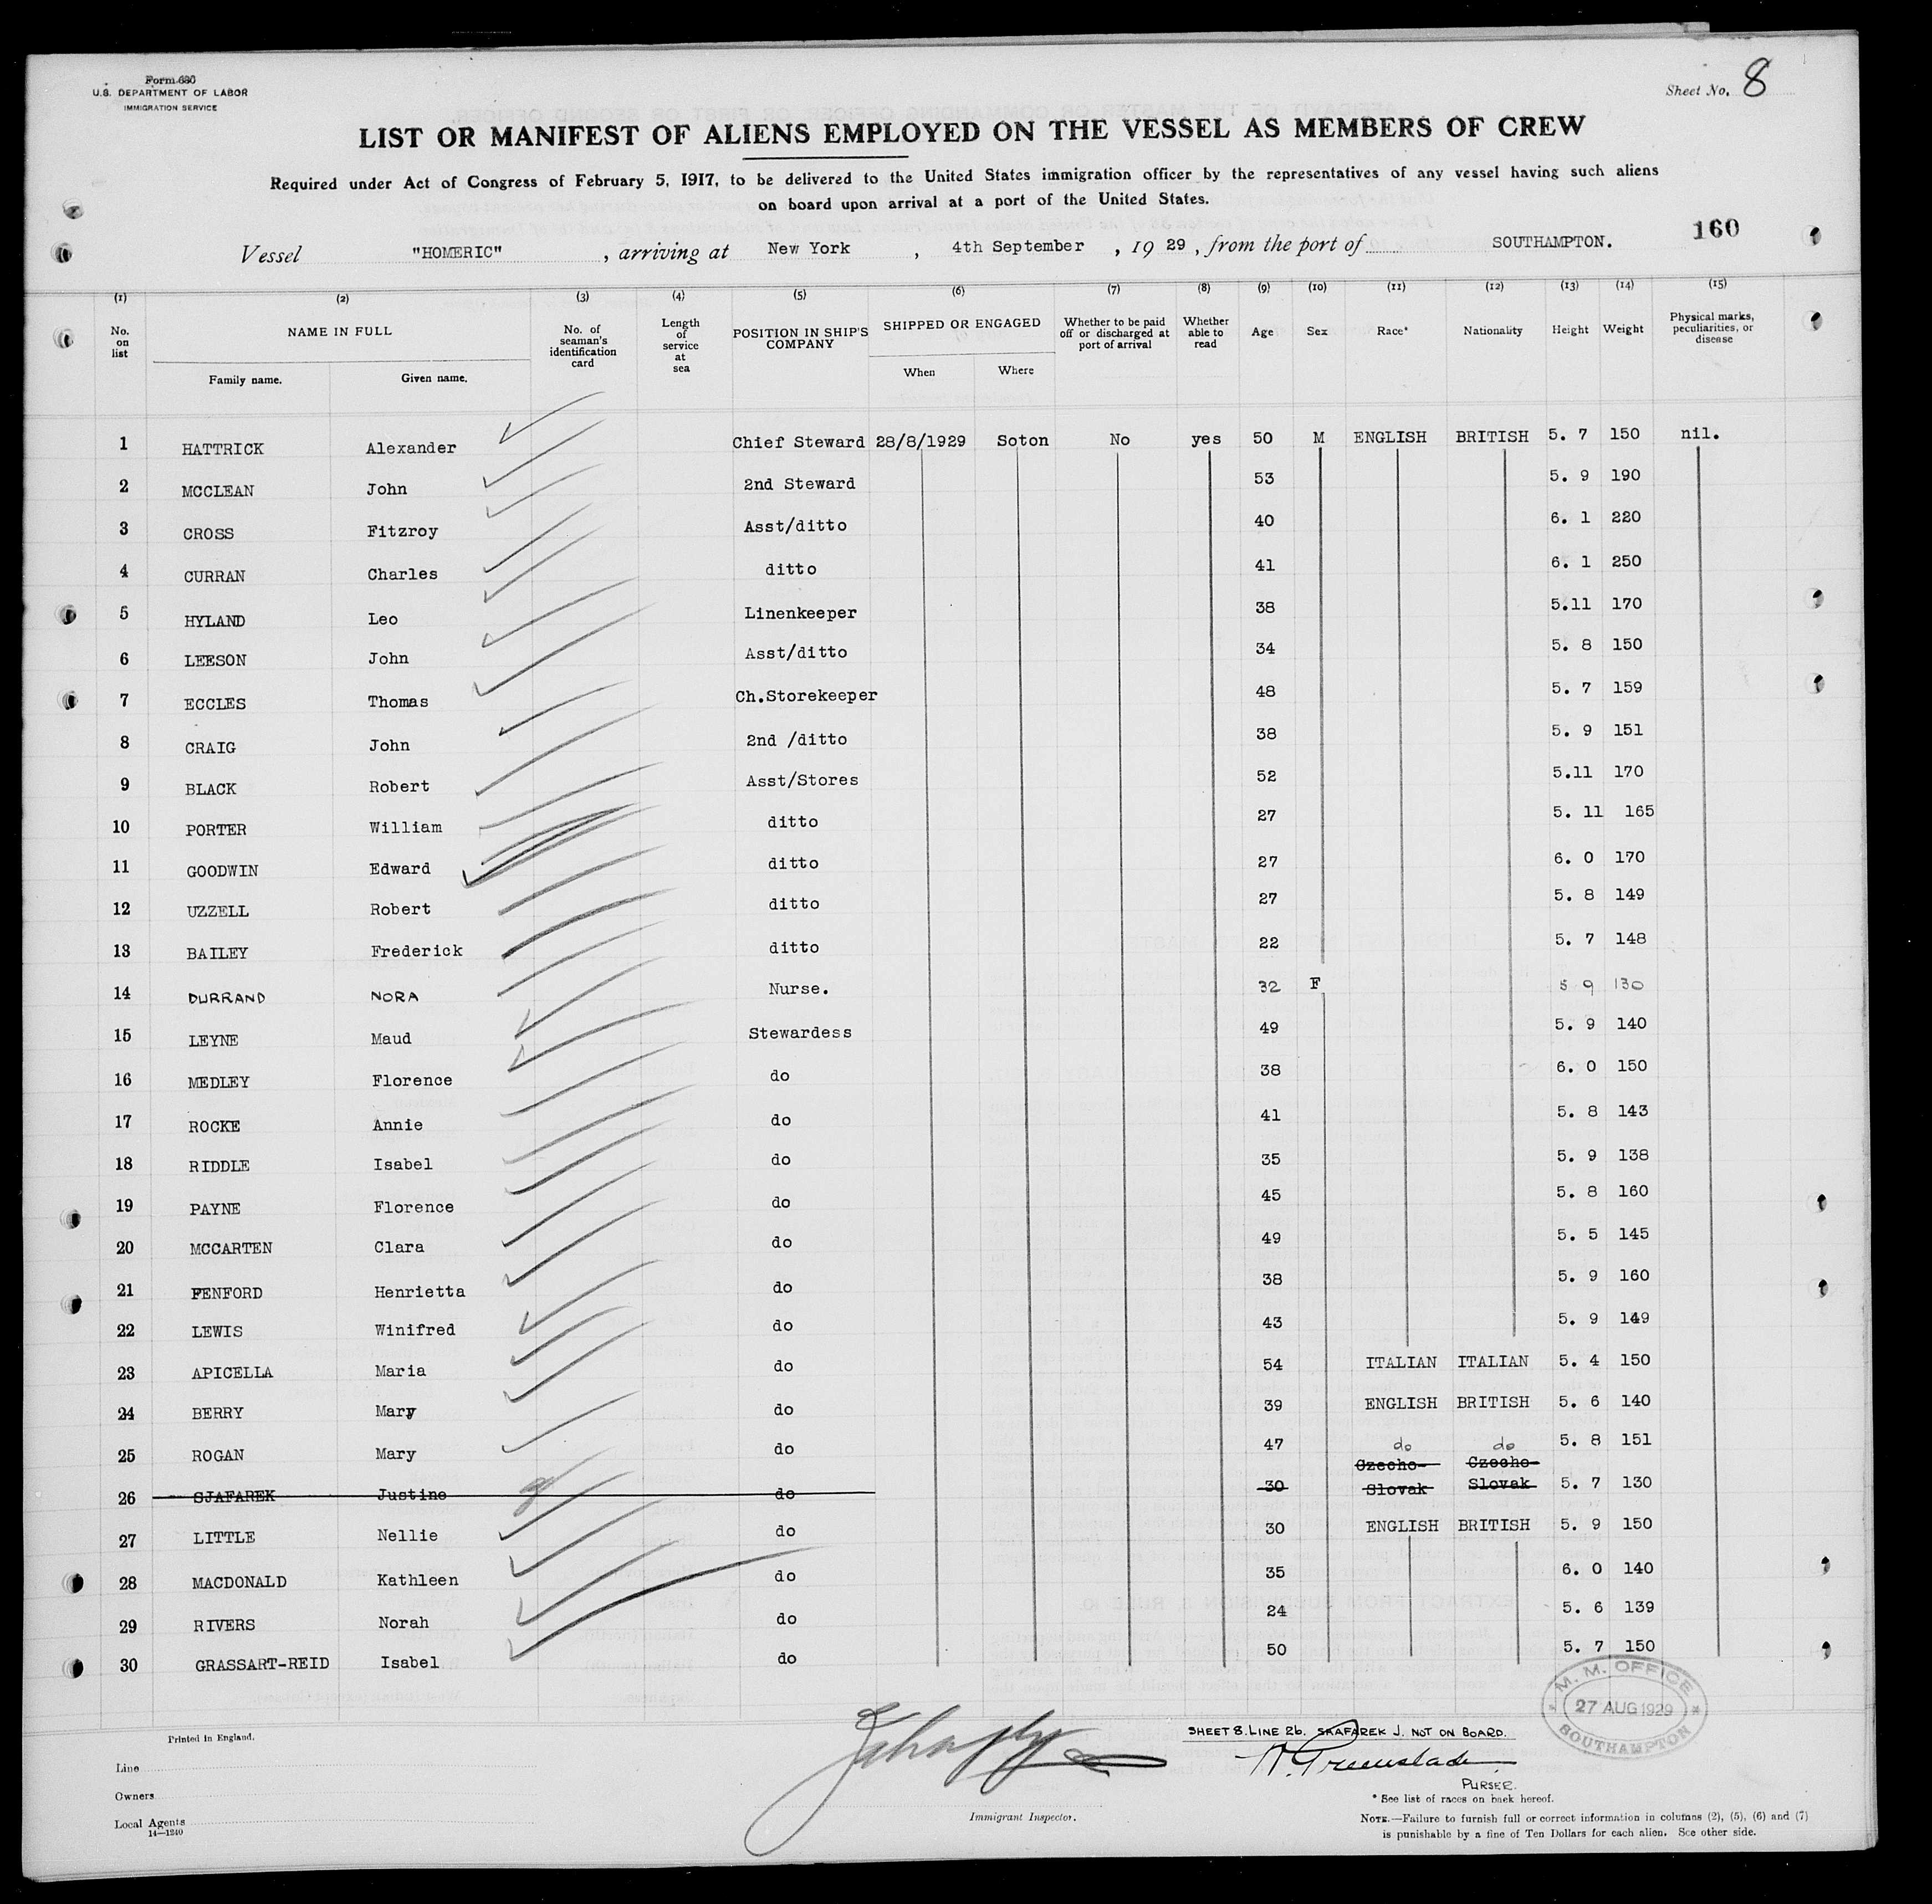 Form 680
U.S. DEPARTMENT OF LABOR
IMMIGRATION SERVICE
Sheet No. 8
LIST OR MANIFEST OF ALIENS EMPLOYED ON THE VESSEL AS MEMBERS OF CREW
Required under Act of Congress of February 5, 1917, to be delivered to the United States immigration officer by the representatives of any vessel having such aliens
on board upon arrival at a port of the United States.
160
Vessel "HOMERIC" , arriving at New York , 4th September , 19 29 , from the port of SOUTHAMPTON.
(1) (2) (3) (4) (5) (6) (7) (8) (9) (10) (11) (12) (13) (14) (15)
No. on list NAME IN FULL Family name. Given name. No. of seaman's identification card Length of service at sea POSITION IN SHIP'S COMPANY SHIPPED OR ENGAGED When Where Whether to be paid off or discharged at port of arrival Whether able to read Age Sex Race* Nationality Height Weight Physical marks, peculiarities, or disease
1 HATTRICK Alexander Chief Steward 28/8/1929 Soton No yes 50 M ENGLISH BRITISH 5. 7 150 nil.
2 MCCLEAN John 2nd Steward 53 5. 9 190
3 CROSS Fitzroy Asst/ditto 40 6. 1 220
4 CURRAN Charles ditto 41 6. 1 250
5 HYLAND Leo Linenkeeper 38 5.11 170
6 LEESON John Asst/ditto 34 5. 8 150
7 ECCLES Thomas Ch.Storekeeper 48 5. 7 159
8 CRAIG John 2nd /ditto 38 5. 9 151
9 BLACK Robert Asst/Stores 52 5.11 170
10 PORTER William ditto 27 5. 11 165
11 GOODWIN Edward ditto 27 6. 0 170
12 UZZELL Robert ditto 27 5. 8 149
13 BAILEY Frederick ditto 22 5. 7 148
14 DURRAND NORA Nurse. 32 F 5 9 130
15 LEYNE Maud Stewardess 49 5. 9 140
16 MEDLEY Florence do 38 6. 0 150
17 ROCKE Annie do 41 5. 8 143
18 RIDDLE Isabel do 35 5. 9 138
19 PAYNE Florence do 45 5. 8 160
20 MCCARTEN Clara do 49 5. 5 145
21 PENFORD Henrietta do 38 5. 9 160
22 LEWIS Winifred do 43 5. 9 149
23 APICELLA Maria do 54 ITALIAN ITALIAN 5. 4 150
24 BERRY Mary do 39 ENGLISH BRITISH 5. 6 140
25 ROGAN Mary do 47 do do 5. 8 151
26 SJAFAREK Justine do 30 Czecho-Slovak Czecho-Slovak 5. 7 130
27 LITTLE Nellie do 30 ENGLISH BRITISH 5. 9 150
28 MACDONALD Kathleen do 35 6. 0 140
29 RIVERS Norah do 24 5. 6 139
30 GRASSART-REID Isabel do 50 5. 7 150
M. M. OFFICE
27 AUG 1929
SOUTHAMPTON
Printed in England.
SHEET 8. LINE 26. SKAFAREK J. NOT ON BOARD.
Line
Owners
Local Agents
14—1240
Immigrant Inspector.
PURSER.
* See list of races on back hereof.
NOTE.—Failure to furnish full or correct information in columns (2), (5), (6) and (7)
is punishable by a fine of Ten Dollars for each alien. See other side.